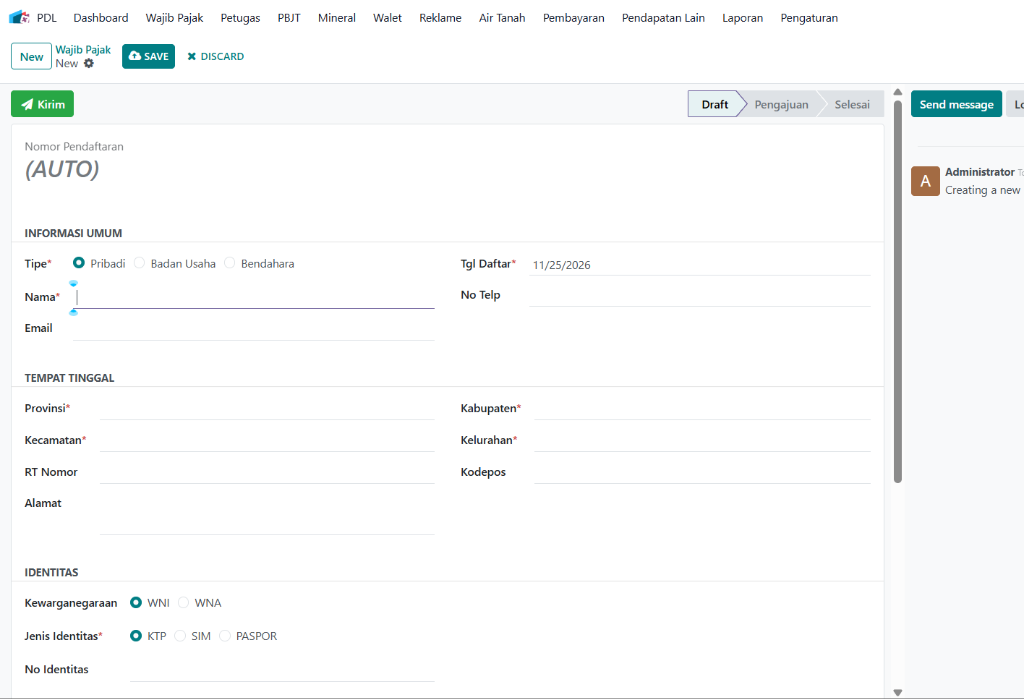 PDL Dashboard Wajib Pajak Petugas PBJT Mineral Walet Reklame Air Tanah Pembayaran Pendapatan Lain Laporan Pengaturan
New Wajib Pajak SAVE DISCARD
New
Kirim Draft Pengajuan Selesai Send message
Nomor Pendaftaran
(AUTO)
Administrator
A Creating a new
INFORMASI UMUM
Tipe* Pribadi Badan Usaha Bendahara Tgl Daftar* 11/25/2026
Nama* No Telp
Email
TEMPAT TINGGAL
Provinsi* Kabupaten*
Kecamatan* Kelurahan*
RT Nomor Kodepos
Alamat
IDENTITAS
Kewarganegaraan WNI WNA
Jenis Identitas* KTP SIM PASPOR
No Identitas